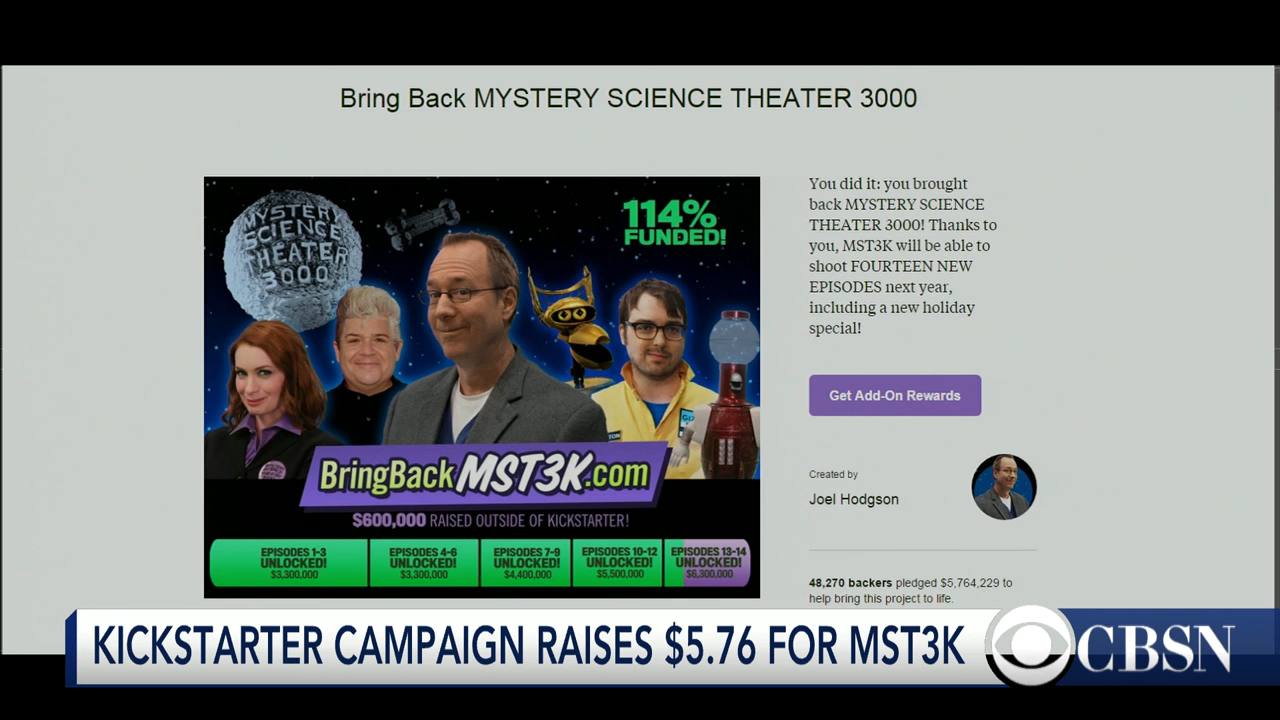 Bring Back MYSTERY SCIENCE THEATER 3000
MYSTERY
SCIENCE
THEATER
3000
114%
FUNDED!
BringBack MST3K.com
$600,000 RAISED OUTSIDE OF KICKSTARTER!
EPISODES 1-3
UNLOCKED!
$3,300,000
EPISODES 4-6
UNLOCKED!
$3,300,000
EPISODES 7-9
UNLOCKED!
$4,400,000
EPISODES 10-12
UNLOCKED!
$5,500,000
EPISODES 13-14
UNLOCKED!
$6,300,000
You did it: you brought
back MYSTERY SCIENCE
THEATER 3000! Thanks to
you, MST3K will be able to
shoot FOURTEEN NEW
EPISODES next year,
including a new holiday
special!
Get Add-On Rewards
Created by
Joel Hodgson
48,270 backers pledged $5,764,229 to
help bring this project to life.
KICKSTARTER CAMPAIGN RAISES $5.76 FOR MST3K
CBSN